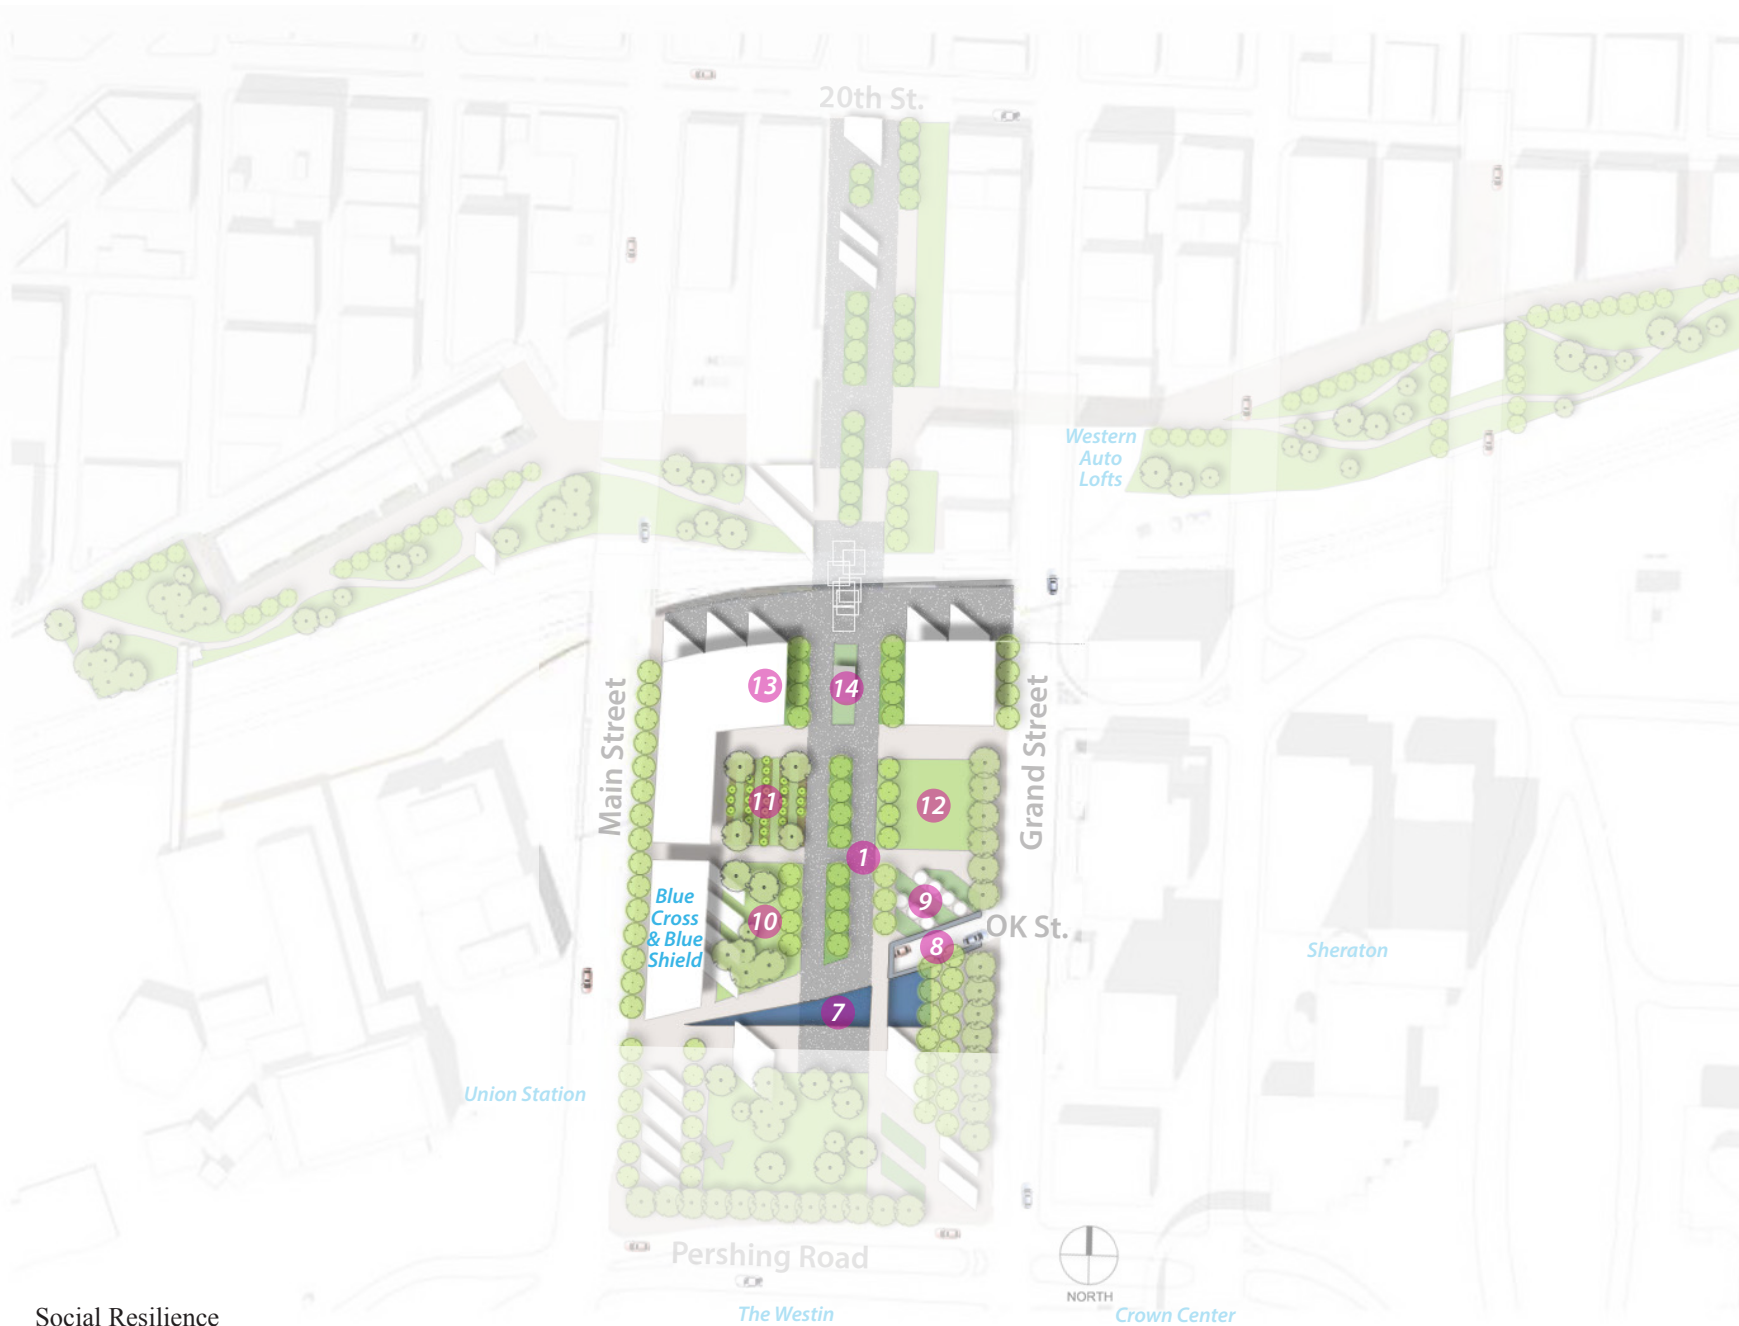 20th St.
Western
Auto
Lofts
13
14
Main Street
Grand Street
11
12
1
Blue
Cross
& Blue
Shield
9
10
OK St.
8
7
Sheraton
Union Station
Pershing Road
NORTH
The Westin
Crown Center
Social Resilience